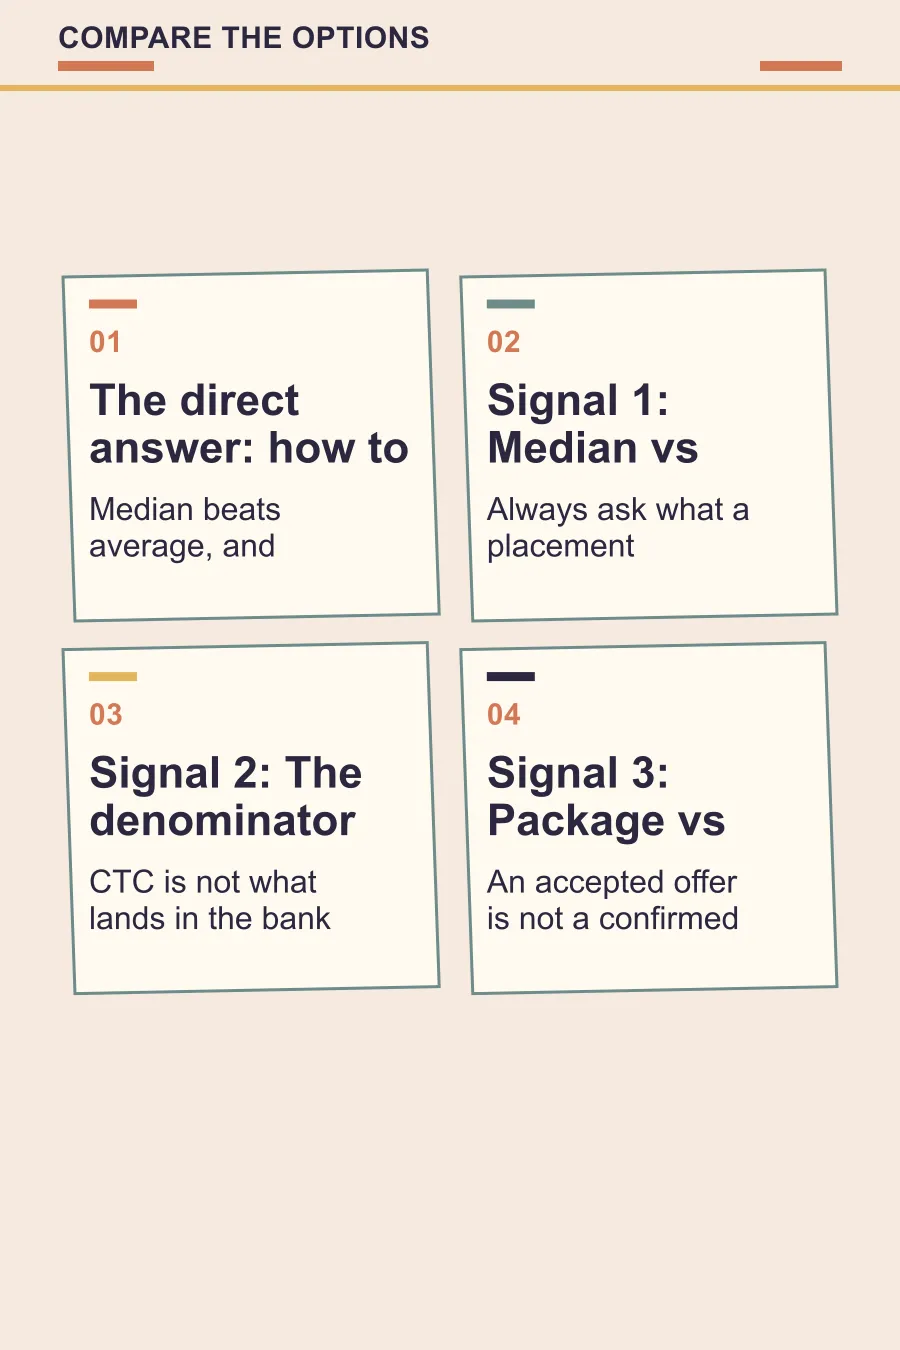 COMPARE THE OPTIONS
01
The direct
answer: how to
Median beats
average, and
02
Signal 1:
Median vs
Always ask what a
placement
03
Signal 2: The
denominator
CTC is not what
lands in the bank
04
Signal 3:
Package vs
An accepted offer
is not a confirmed